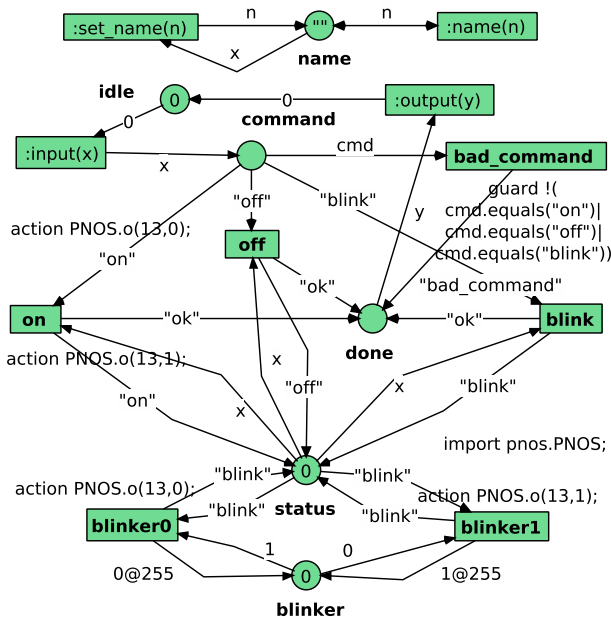 n
n
:set_name(n)
""
:name(n)
x
name
idle
0
0
:output(y)
command
0
:input(x)
x
cmd
bad_command
"off"
"blink"
y
guard !(
cmd.equals("on")|
cmd.equals("off")|
cmd.equals("blink"))
action PNOS.o(13,0);
off
"on"
"ok"
"bad_command"
on
"ok"
"ok"
blink
done
action PNOS.o(13,1);
x
"off"
x
"blink"
"on"
x
import pnos.PNOS;
"blink"
0
"blink"
action PNOS.o(13,0);
action PNOS.o(13,1);
status
"blink"
"blink"
blinker0
blinker1
1
0
0@255
0
1@255
blinker